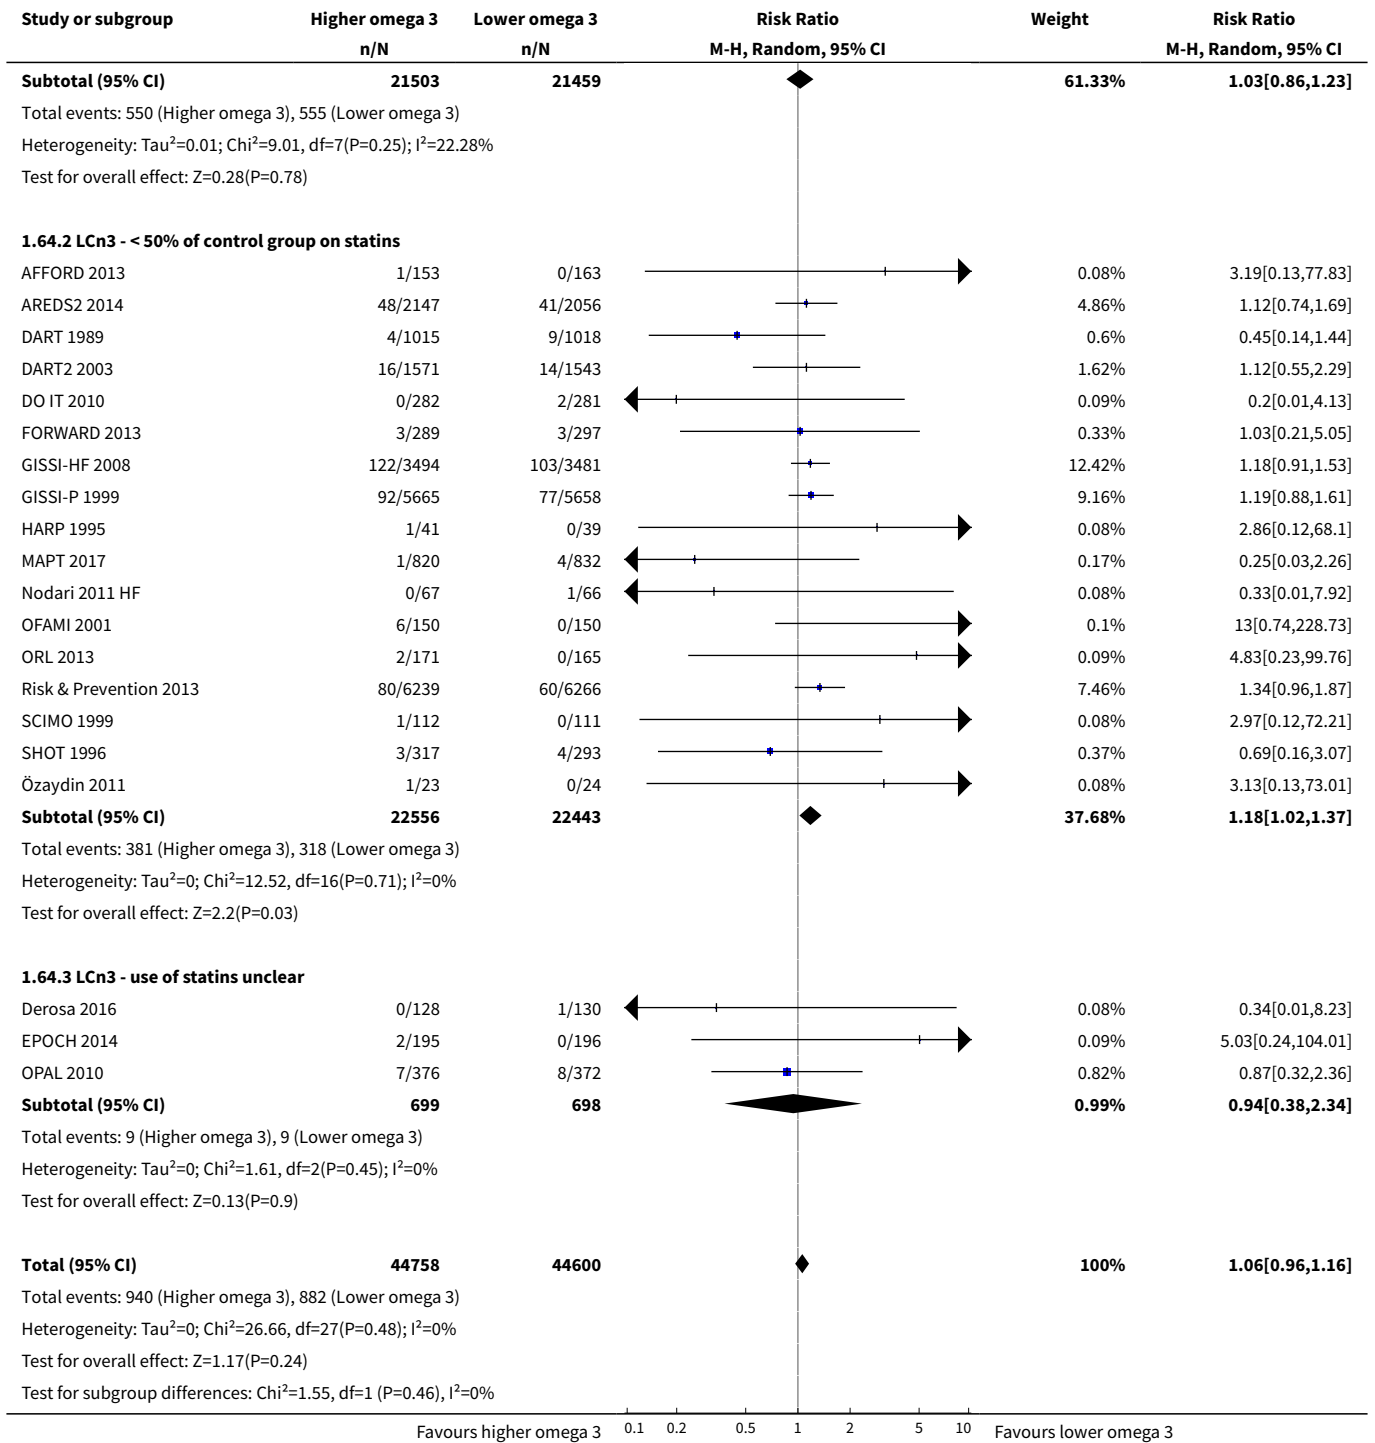 Study or subgroup Higher omega 3 Lower omega 3 Risk Ratio Weight Risk Ratio
n/N n/N M-H, Random, 95% CI M-H, Random, 95% CI
Subtotal (95% CI) 21503 21459 61.33% 1.03[0.86,1.23]
Total events: 550 (Higher omega 3), 555 (Lower omega 3)
Heterogeneity: Tau²=0.01; Chi²=9.01, df=7(P=0.25); I²=22.28%
Test for overall effect: Z=0.28(P=0.78)
1.64.2 LCn3 - < 50% of control group on statins
AFFORD 2013 1/153 0/163 0.08% 3.19[0.13,77.83]
AREDS2 2014 48/2147 41/2056 4.86% 1.12[0.74,1.69]
DART 1989 4/1015 9/1018 0.6% 0.45[0.14,1.44]
DART2 2003 16/1571 14/1543 1.62% 1.12[0.55,2.29]
DO IT 2010 0/282 2/281 0.09% 0.2[0.01,4.13]
FORWARD 2013 3/289 3/297 0.33% 1.03[0.21,5.05]
GISSI-HF 2008 122/3494 103/3481 12.42% 1.18[0.91,1.53]
GISSI-P 1999 92/5665 77/5658 9.16% 1.19[0.88,1.61]
HARP 1995 1/41 0/39 0.08% 2.86[0.12,68.1]
MAPT 2017 1/820 4/832 0.17% 0.25[0.03,2.26]
Nodari 2011 HF 0/67 1/66 0.08% 0.33[0.01,7.92]
OFAMI 2001 6/150 0/150 0.1% 13[0.74,228.73]
ORL 2013 2/171 0/165 0.09% 4.83[0.23,99.76]
Risk & Prevention 2013 80/6239 60/6266 7.46% 1.34[0.96,1.87]
SCIMO 1999 1/112 0/111 0.08% 2.97[0.12,72.21]
SHOT 1996 3/317 4/293 0.37% 0.69[0.16,3.07]
Özaydin 2011 1/23 0/24 0.08% 3.13[0.13,73.01]
Subtotal (95% CI) 22556 22443 37.68% 1.18[1.02,1.37]
Total events: 381 (Higher omega 3), 318 (Lower omega 3)
Heterogeneity: Tau²=0; Chi²=12.52, df=16(P=0.71); I²=0%
Test for overall effect: Z=2.2(P=0.03)
1.64.3 LCn3 - use of statins unclear
Derosa 2016 0/128 1/130 0.08% 0.34[0.01,8.23]
EPOCH 2014 2/195 0/196 0.09% 5.03[0.24,104.01]
OPAL 2010 7/376 8/372 0.82% 0.87[0.32,2.36]
Subtotal (95% CI) 699 698 0.99% 0.94[0.38,2.34]
Total events: 9 (Higher omega 3), 9 (Lower omega 3)
Heterogeneity: Tau²=0; Chi²=1.61, df=2(P=0.45); I²=0%
Test for overall effect: Z=0.13(P=0.9)
Total (95% CI) 44758 44600 100% 1.06[0.96,1.16]
Total events: 940 (Higher omega 3), 882 (Lower omega 3)
Heterogeneity: Tau²=0; Chi²=26.66, df=27(P=0.48); I²=0%
Test for overall effect: Z=1.17(P=0.24)
Test for subgroup differences: Chi²=1.55, df=1 (P=0.46), I²=0%
Favours higher omega 3 0.1 0.2 0.5 1 2 5 10 Favours lower omega 3